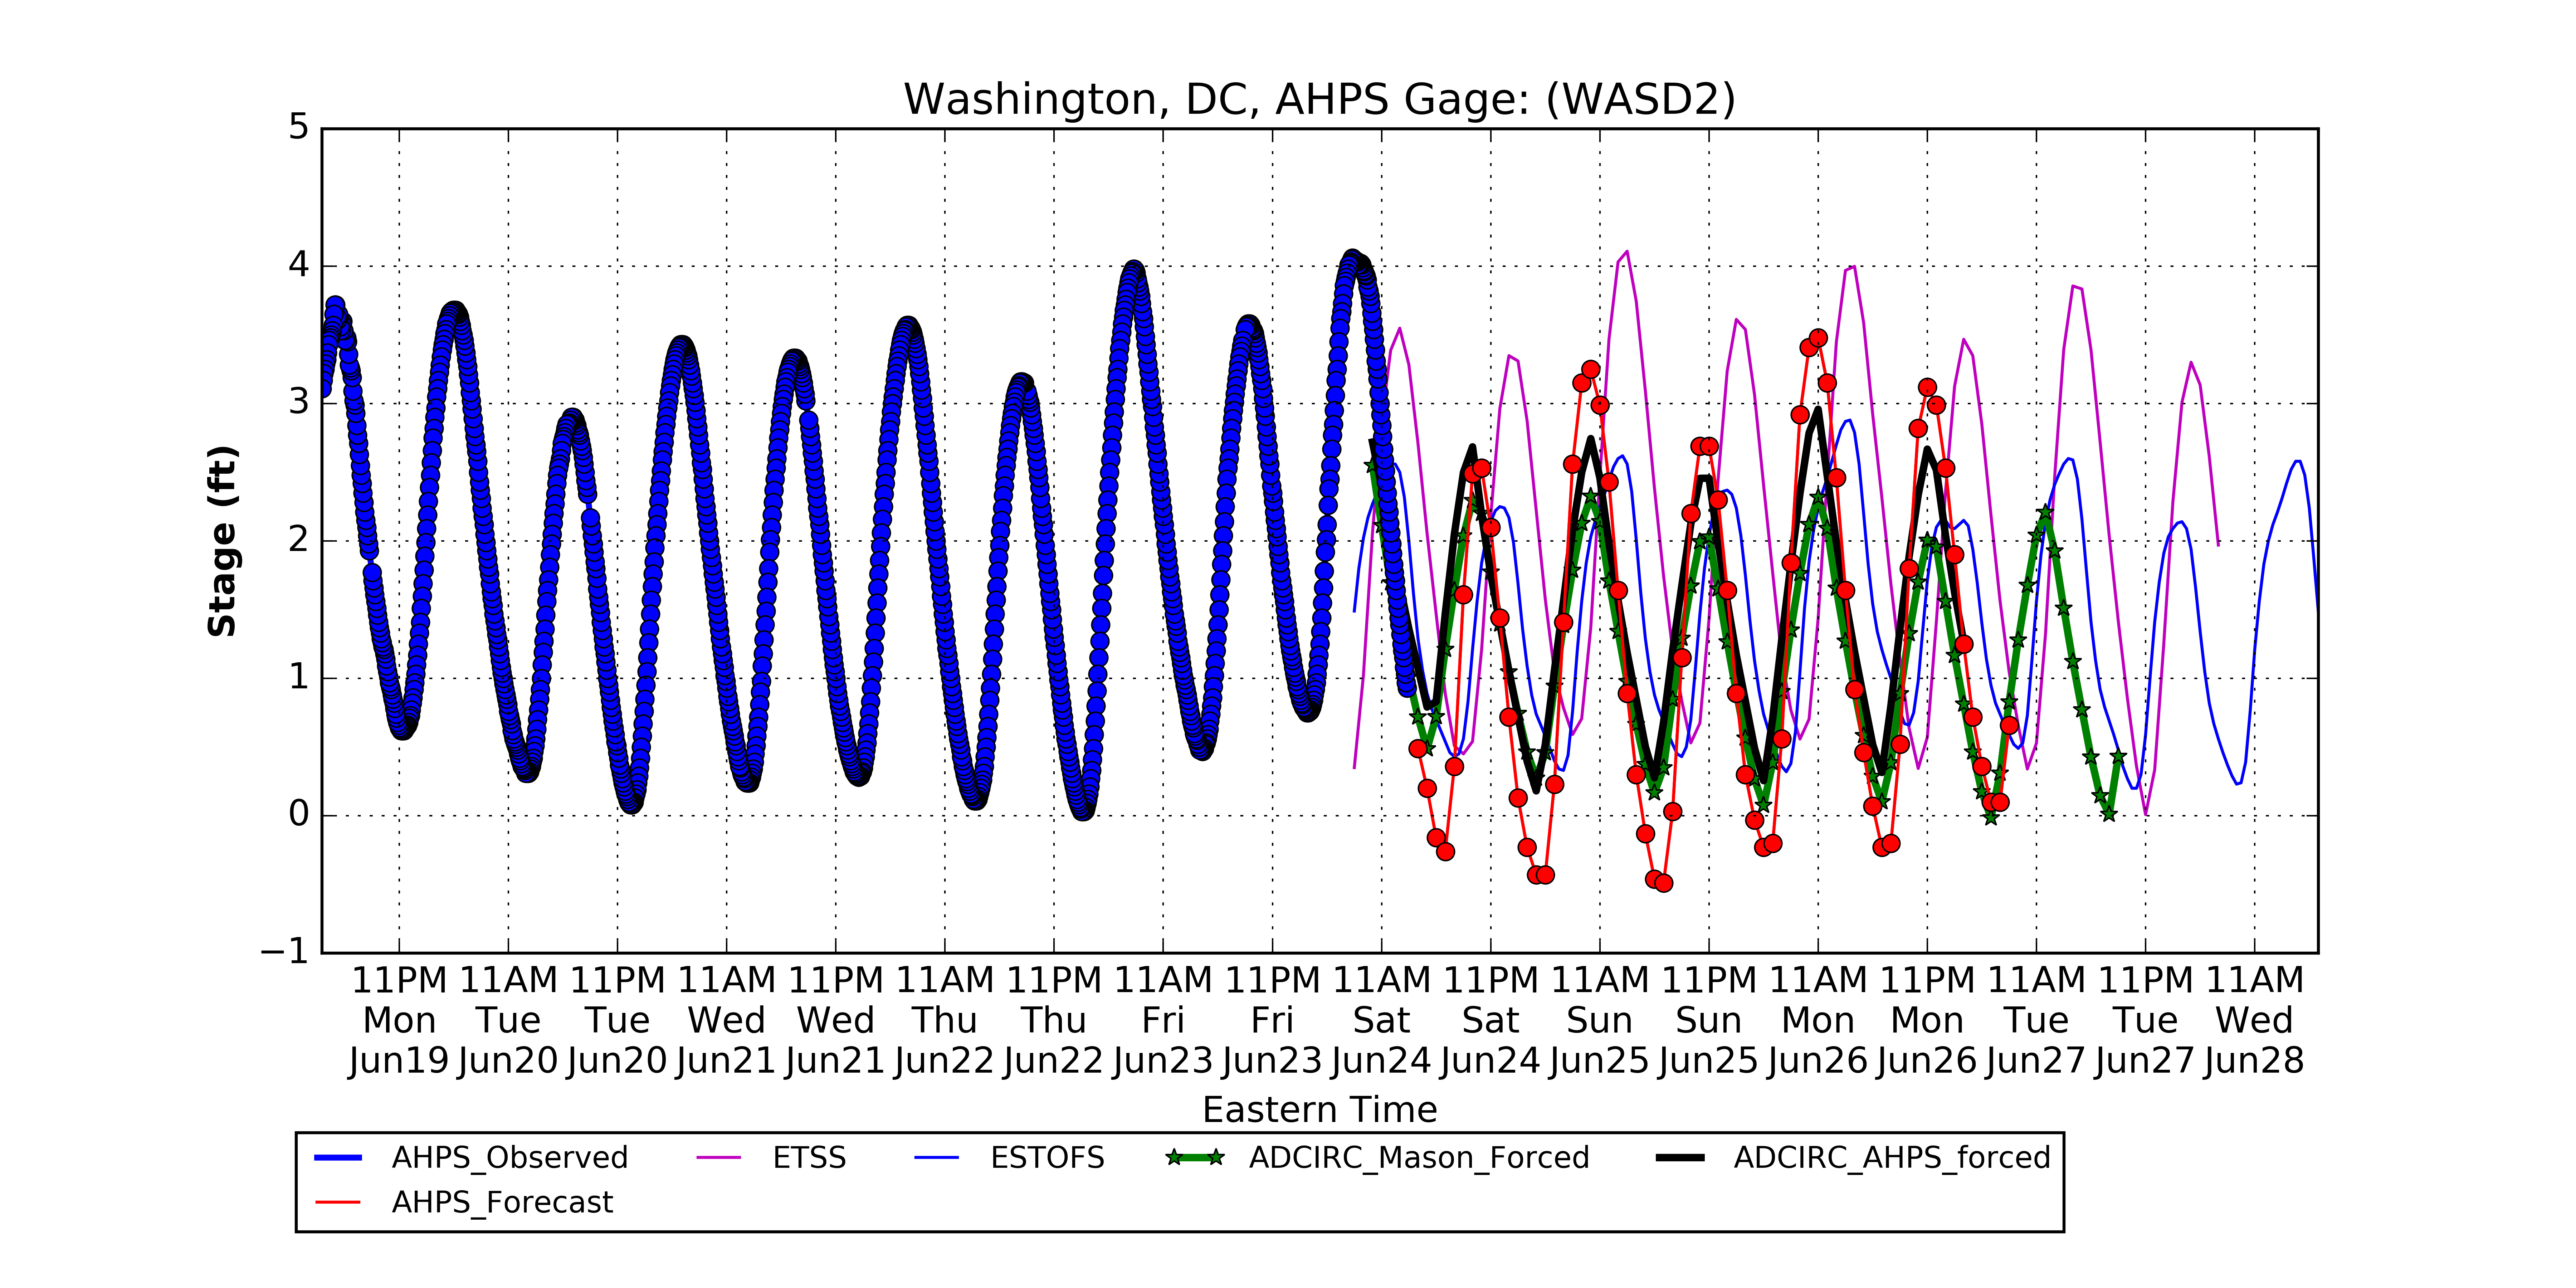 Washington, DC, AHPS Gage: (WASD2)
5
4
3
2
1
0
−1
Stage (ft)
11PM 11AM 11PM 11AM 11PM 11AM 11PM 11AM 11PM 11AM 11PM 11AM 11PM 11AM 11PM 11AM 11PM 11AM
Mon Tue Tue Wed Wed Thu Thu Fri Fri Sat Sat Sun Sun Mon Mon Tue Tue Wed
Jun19 Jun20 Jun20 Jun21 Jun21 Jun22 Jun22 Jun23 Jun23 Jun24 Jun24 Jun25 Jun25 Jun26 Jun26 Jun27 Jun27 Jun28
Eastern Time
AHPS_Observed ETSS ESTOFS ADCIRC_Mason_Forced ADCIRC_AHPS_forced
AHPS_Forecast